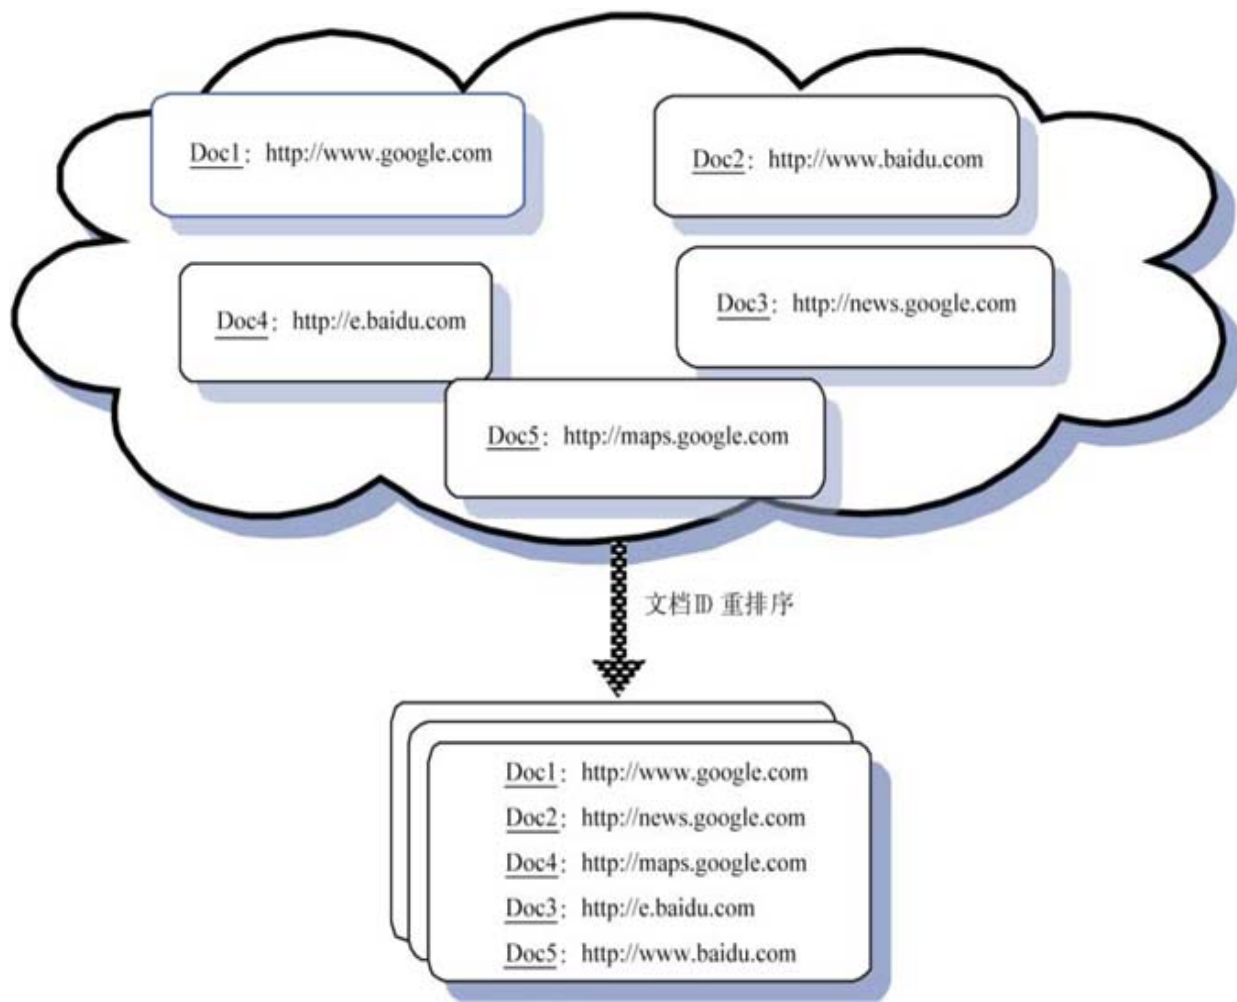 Doc1： http://www.google.com
Doc2： http://www.baidu.com
Doc4： http://e.baidu.com
Doc3： http://news.google.com
Doc5： http://maps.google.com
文档ID 重排序
Doc1： http://www.google.com
Doc2： http://news.google.com
Doc4： http://maps.google.com
Doc3： http://e.baidu.com
Doc5： http://www.baidu.com